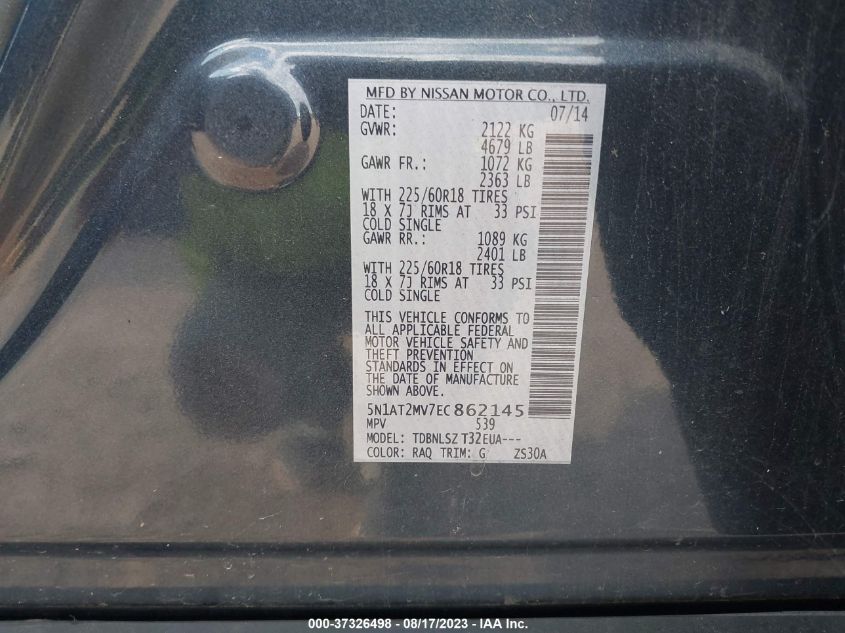 MFD BY NISSAN MOTOR CO., LTD.
DATE: 07/14
GVWR: 2122 KG
4679 LB
GAWR FR.: 1072 KG
2363 LB
WITH 225/60R18 TIRES
18 X 7J RIMS AT 33 PSI
COLD SINGLE
GAWR RR.: 1089 KG
2401 LB
WITH 225/60R18 TIRES
18 X 7J RIMS AT 33 PSI
COLD SINGLE
THIS VEHICLE CONFORMS TO
ALL APPLICABLE FEDERAL
MOTOR VEHICLE SAFETY AND
THEFT PREVENTION
STANDARDS IN EFFECT ON
THE DATE OF MANUFACTURE
SHOWN ABOVE.
5N1AT2MV7EC862145
MPV 539
MODEL: TDBNLSZ T32EUA---
COLOR: RAQ TRIM: G ZS30A
000-37326498 - 08/17/2023 - IAA Inc.